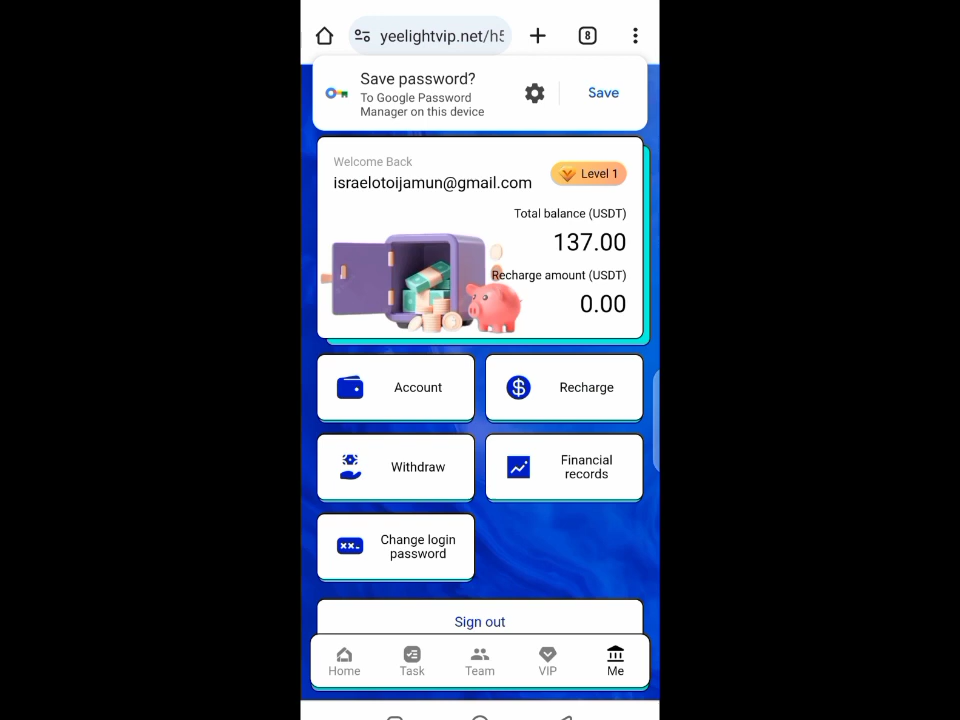 yeelightvip.net/h5
8
Save password?
To Google Password
Manager on this device
Save
Welcome Back
Level 1
israelotoijamun@gmail.com
Total balance (USDT)
137.00
Recharge amount (USDT)
0.00
Account
Recharge
Withdraw
Financial
records
Change login
password
Sign out
Home
Task
Team
VIP
Me